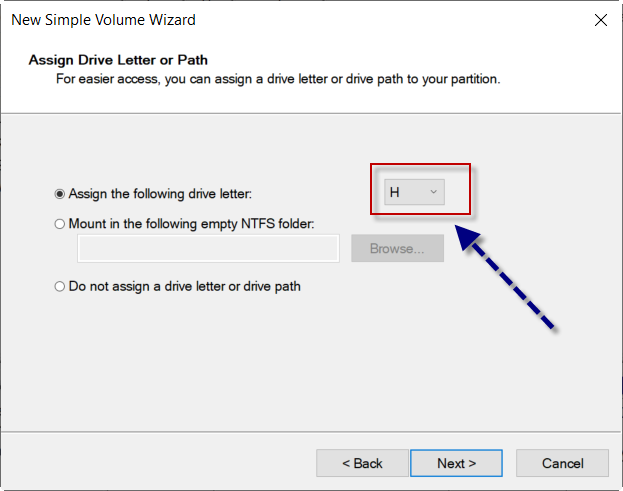 New Simple Volume Wizard
Assign Drive Letter or Path
For easier access, you can assign a drive letter or drive path to your partition.
Assign the following drive letter: H
Mount in the following empty NTFS folder:
Browse...
Do not assign a drive letter or drive path
< Back Next > Cancel